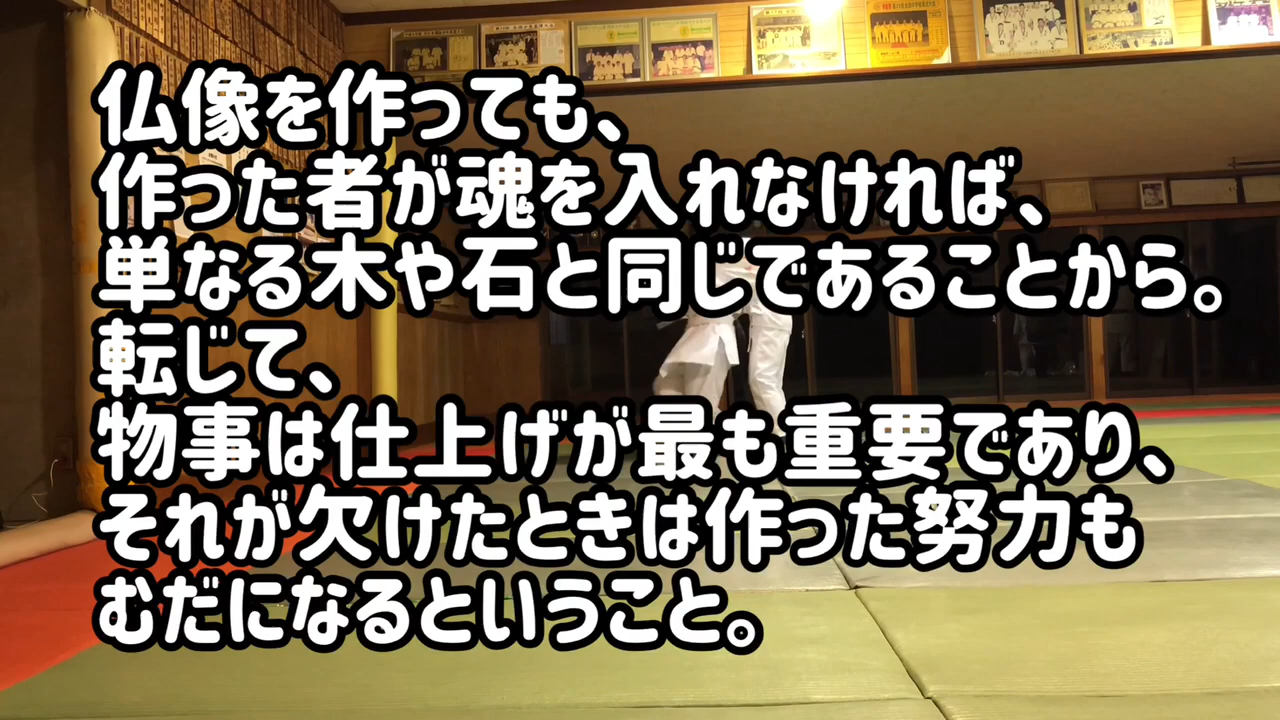 仏像を作っても、
作った者が魂を入れなければ、
単なる木や石と同じであることから。
転じて、
物事は仕上げが最も重要であり、
それが欠けたときは作った努力も
むだになるということ。